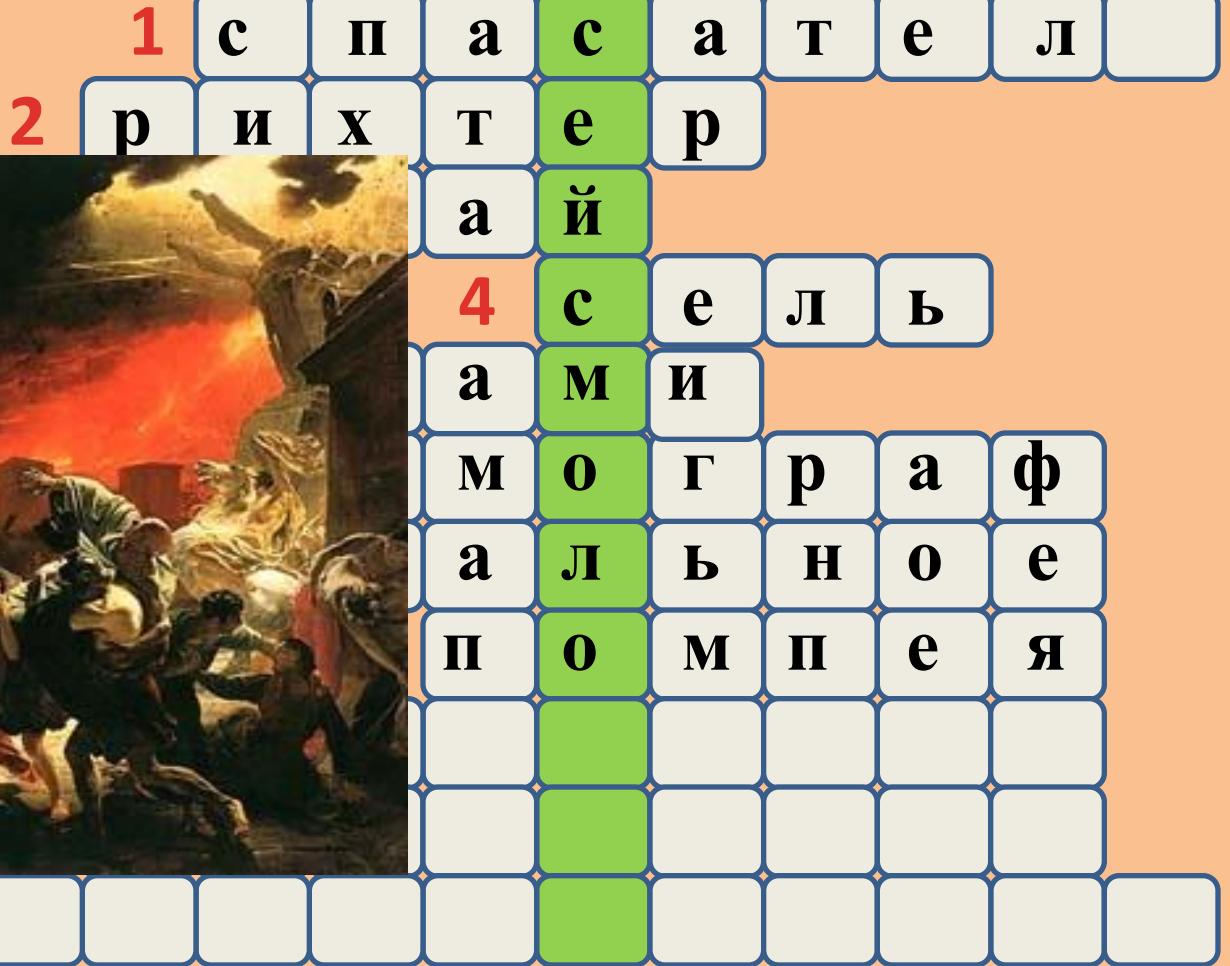 1 с п а с а т е л
2 р и х т е р
а й
4 с е л ь
а м и
м о г р а ф
а л ь н о е
п о м п е я